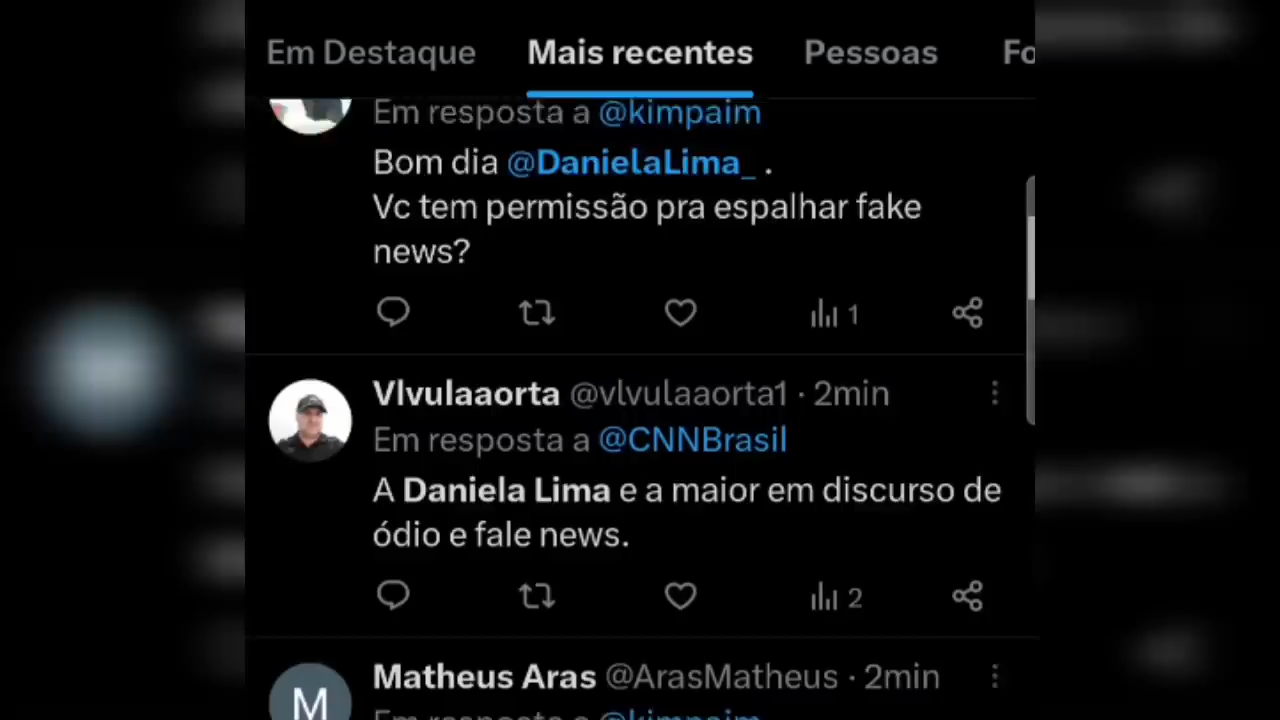 Em Destaque Mais recentes Pessoas Fo
Em resposta a @kimpaim
Bom dia @DanielaLima_ .
Vc tem permissão pra espalhar fake
news?
1
Vlvulaaorta @vlvulaaorta1 · 2min
Em resposta a @CNNBrasil
A Daniela Lima e a maior em discurso de
ódio e fale news.
2
M
Matheus Aras @ArasMatheus · 2min
Em resposta a @kimpaim